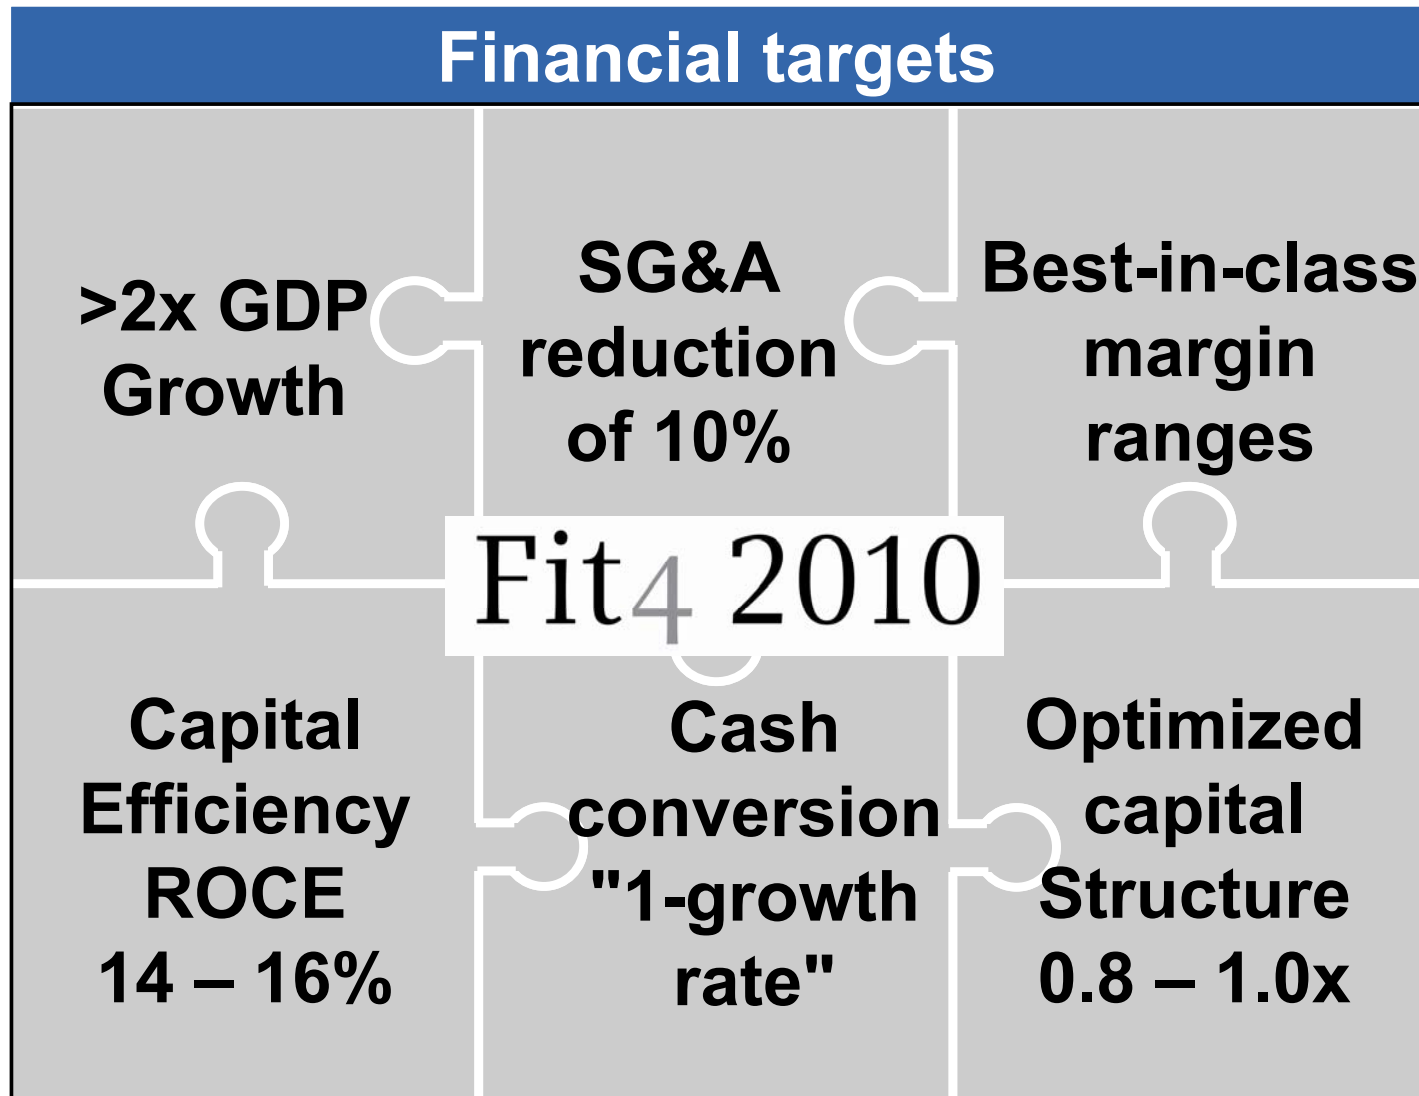 Financial targets
>2x GDP
Growth
SG&A
reduction
of 10%
Best-in-class
margin
ranges
Fit4 2010
Capital
Efficiency
ROCE
14 – 16%
Cash
conversion
"1-growth
rate"
Optimized
capital
Structure
0.8 – 1.0x